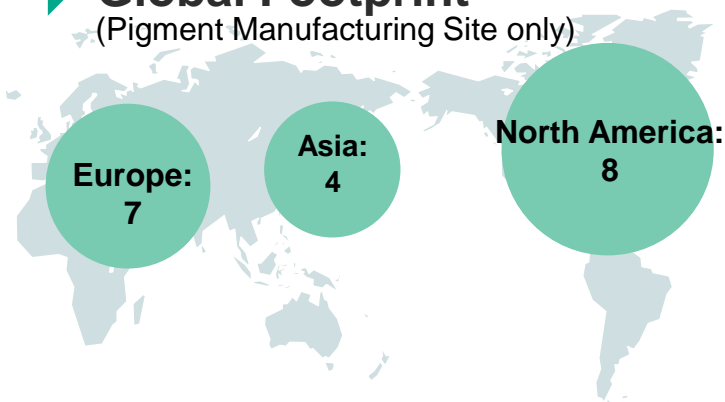 Global Footprint
(Pigment Manufacturing Site only)
Europe:
7
Asia:
4
North America:
8